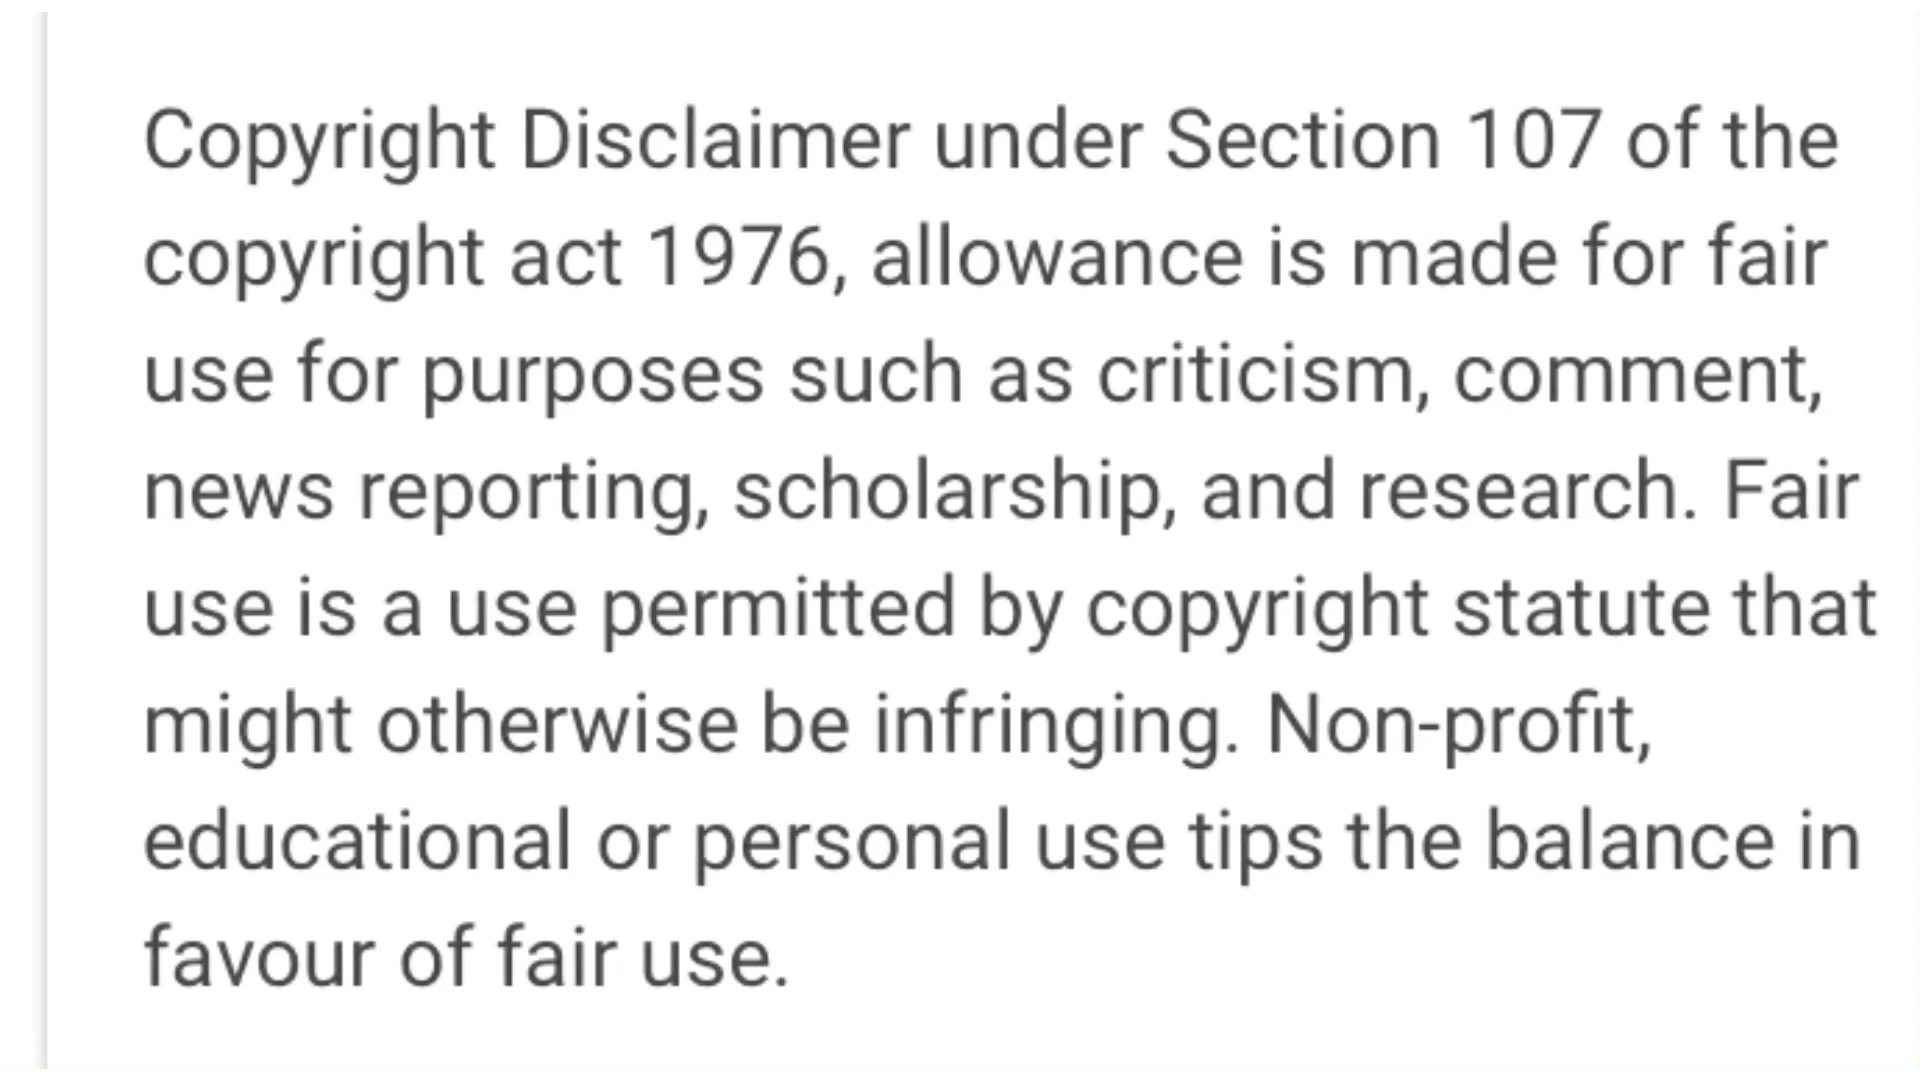 Copyright Disclaimer under Section 107 of the
copyright act 1976, allowance is made for fair
use for purposes such as criticism, comment,
news reporting, scholarship, and research. Fair
use is a use permitted by copyright statute that
might otherwise be infringing. Non-profit,
educational or personal use tips the balance in
favour of fair use.